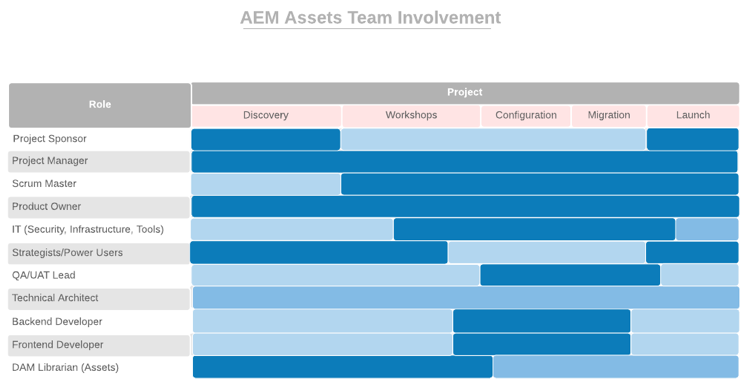 AEM Assets Team Involvement
Role
Project
Discovery
Workshops
Configuration
Migration
Launch
Project Sponsor
Project Manager
Scrum Master
Product Owner
IT (Security, Infrastructure, Tools)
Strategists/Power Users
QA/UAT Lead
Technical Architect
Backend Developer
Frontend Developer
DAM Librarian (Assets)